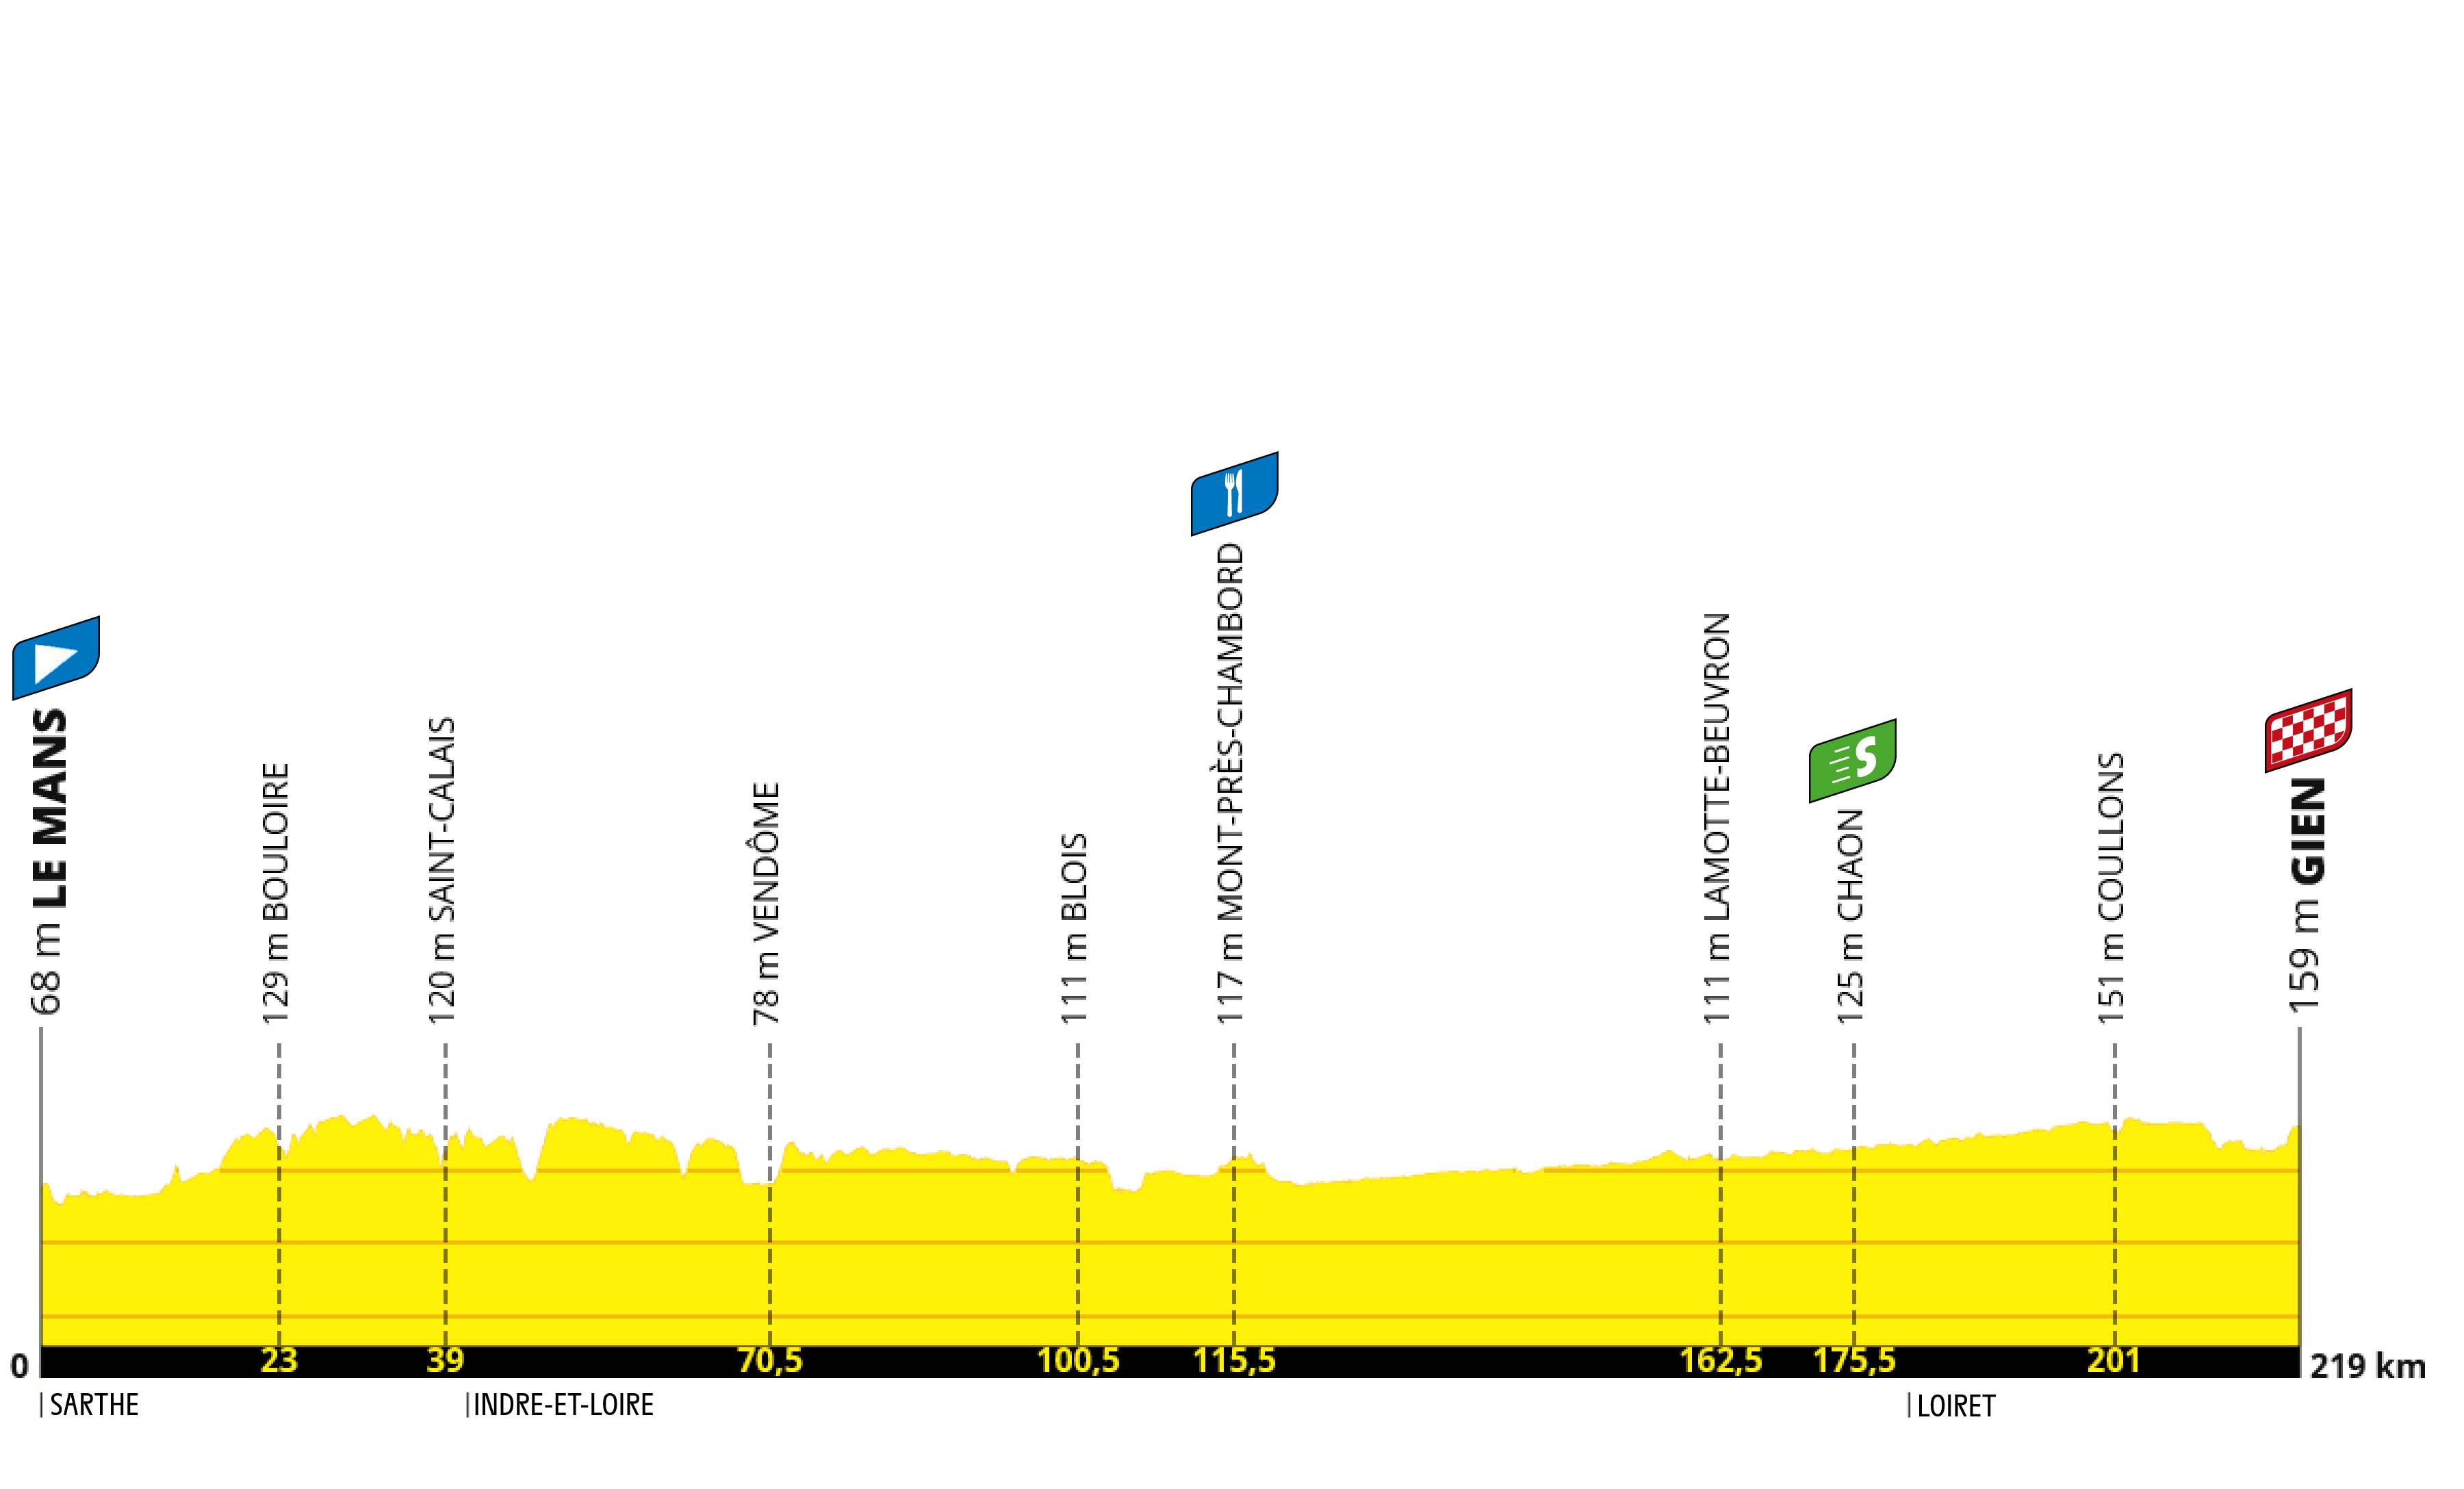 68 m LE MANS
129 m BOULOIRE
120 m SAINT-CALAIS
78 m VENDÔME
111 m BLOIS
117 m MONT-PRÈS-CHAMBORD
111 m LAMOTTE-BEUVRON
S
125 m CHAON
151 m COULLONS
159 m GIEN
0
23
39
70,5
100,5
115,5
162,5
175,5
201
219 km
SARTHE
INDRE-ET-LOIRE
LOIRET